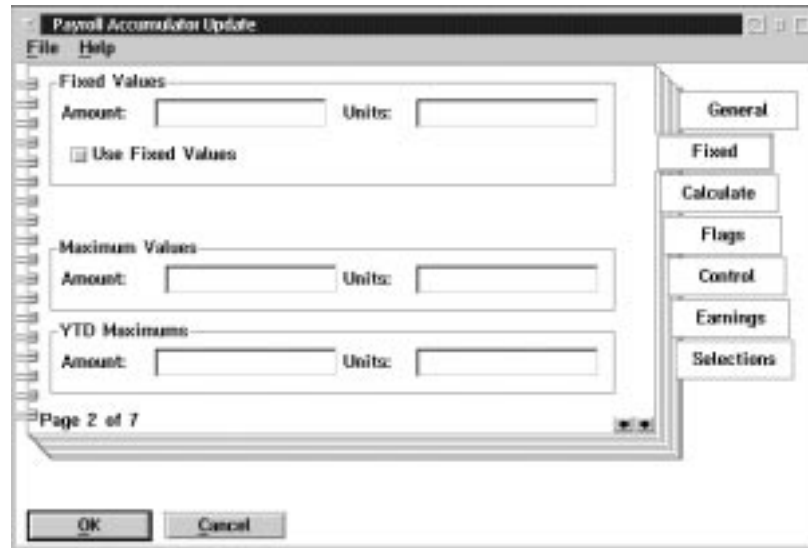 Payroll Accumulator Update
File Help
Fixed Values
Amount: Units:
Use Fixed Values
Maximum Values
Amount: Units:
YTD Maximums
Amount: Units:
Page 2 of 7
General
Fixed
Calculate
Flags
Control
Earnings
Selections
OK Cancel